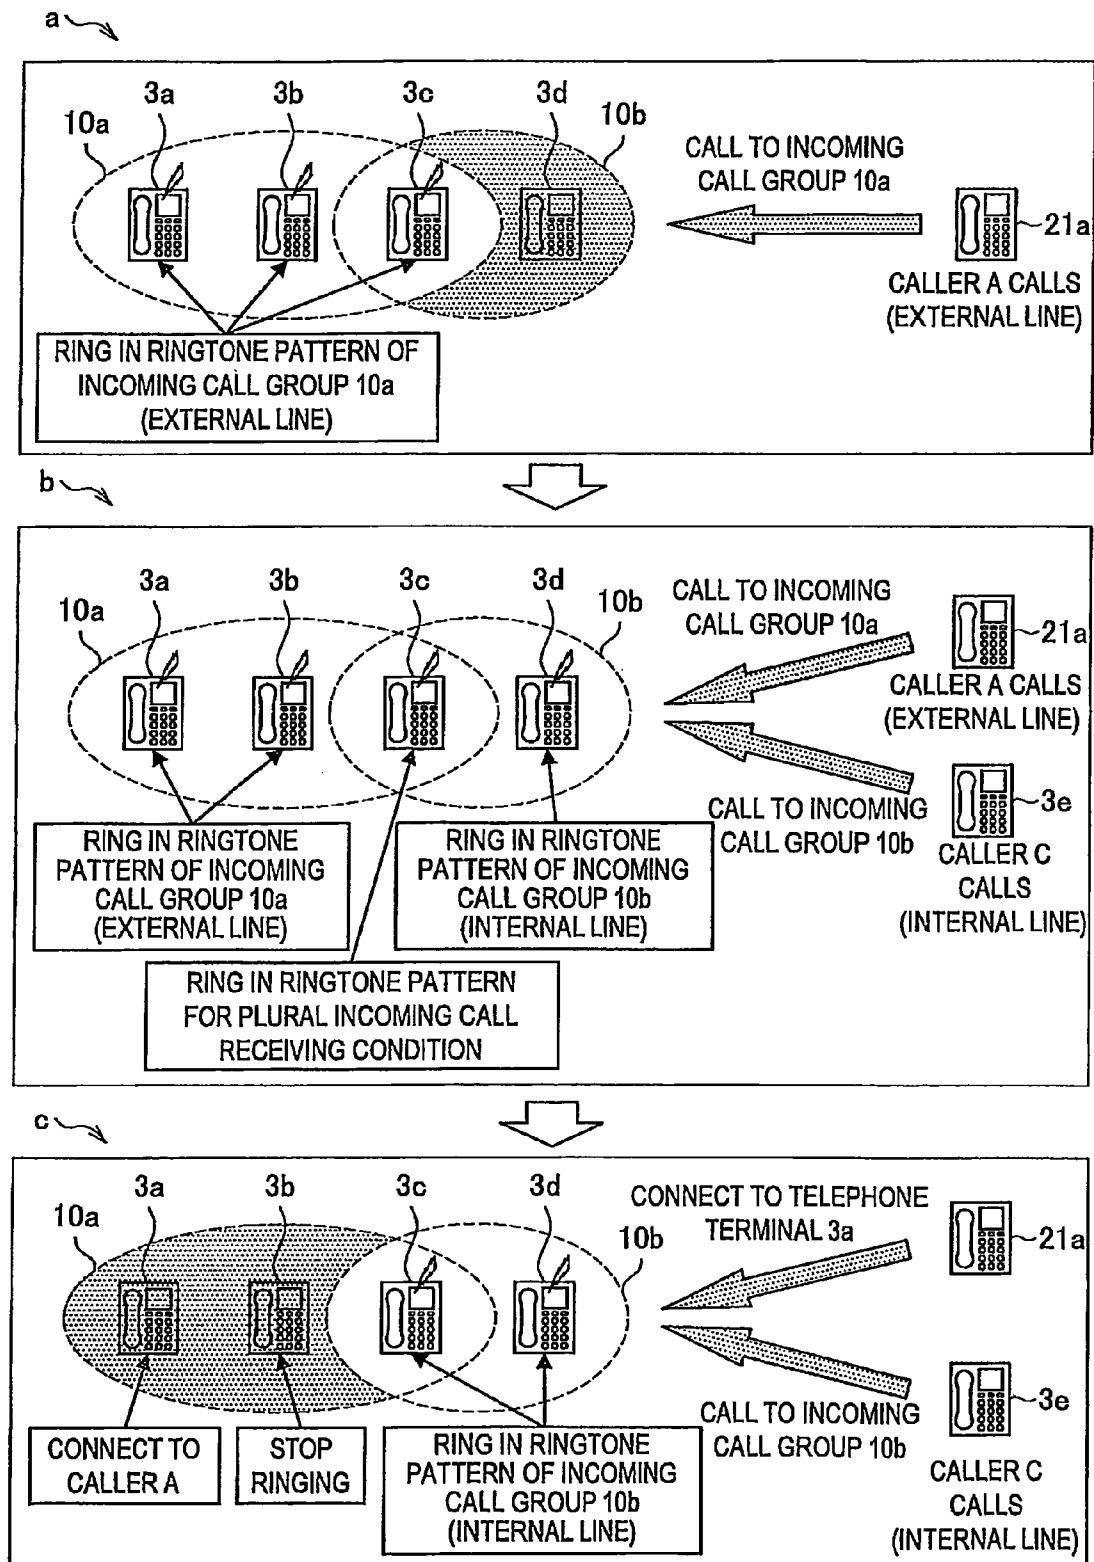 a
3a
3b
3c
3d
10a
10b
CALL TO INCOMING
CALL GROUP 10a
21a
CALLER A CALLS
(EXTERNAL LINE)
RING IN RINGTONE PATTERN OF
INCOMING CALL GROUP 10a
(EXTERNAL LINE)
b
3a
3b
3c
3d
10a
10b
CALL TO INCOMING
CALL GROUP 10a
21a
CALLER A CALLS
(EXTERNAL LINE)
CALL TO INCOMING
CALL GROUP 10b
3e
CALLER C
CALLS
(INTERNAL LINE)
RING IN RINGTONE
PATTERN OF INCOMING
CALL GROUP 10a
(EXTERNAL LINE)
RING IN RINGTONE
PATTERN OF INCOMING
CALL GROUP 10b
(INTERNAL LINE)
RING IN RINGTONE PATTERN
FOR PLURAL INCOMING CALL
RECEIVING CONDITION
c
3a
3b
3c
3d
10a
10b
CONNECT TO TELEPHONE
TERMINAL 3a
21a
CALL TO INCOMING
CALL GROUP 10b
3e
CALLER C
CALLS
(INTERNAL LINE)
CONNECT TO
CALLER A
STOP
RINGING
RING IN RINGTONE
PATTERN OF INCOMING
CALL GROUP 10b
(INTERNAL LINE)